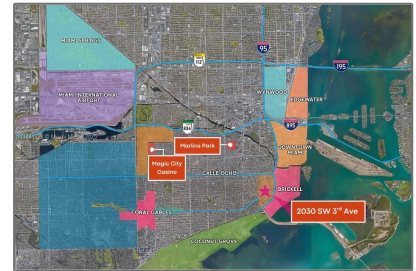 MIAMI SPRINGS
95
112
195
MIAMI INTERNATIONAL
AIRPORT
WYNWOOD
EDGEWATER
836
895
Marlins Park
DOWNTOWN
MIAMI
Magic City
Casino
CALLE OCHO
BRICKELL
2030 SW 3rd Ave
CORAL GABLES
COCONUT GROVE